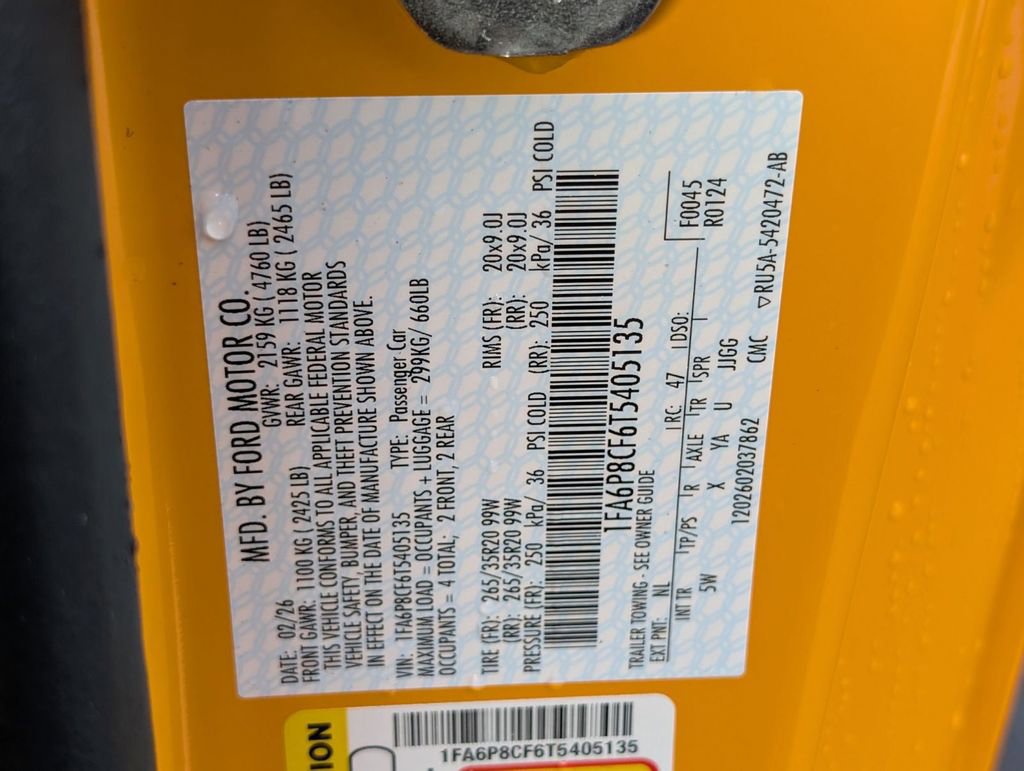 MFD. BY FORD MOTOR CO.
DATE: 02/26 GVWR: 2159 KG ( 4760 LB)
FRONT GAWR: 1100 KG ( 2425 LB) REAR GAWR: 1118 KG ( 2465 LB)
THIS VEHICLE CONFORMS TO ALL APPLICABLE FEDERAL MOTOR
VEHICLE SAFETY, BUMPER, AND THEFT PREVENTION STANDARDS
IN EFFECT ON THE DATE OF MANUFACTURE SHOWN ABOVE.
VIN: 1FA6P8CF6T5405135 TYPE: Passenger Car
MAXIMUM LOAD = OCCUPANTS + LUGGAGE = 299KG/ 660LB
OCCUPANTS = 4 TOTAL; 2 FRONT, 2 REAR
TIRE (FR): 265/35R20 99W RIMS (FR): 20x9.0J
(RR): 265/35R20 99W (RR): 20x9.0J
PRESSURE (FR): 250 kPa/ 36 PSI COLD (RR): 250 kPa/ 36 PSI COLD
1FA6P8CF6T5405135
TRAILER TOWING - SEE OWNER GUIDE
EXT PNT: NL RC: 47 DSO: F0045
INT TR TP/PS R AXLE TR SPR R0124
5W X YA U JJGG
120260203​7862 CMC ▽RU5A-5420472-AB
ION
1FA6P8CF6T5405135